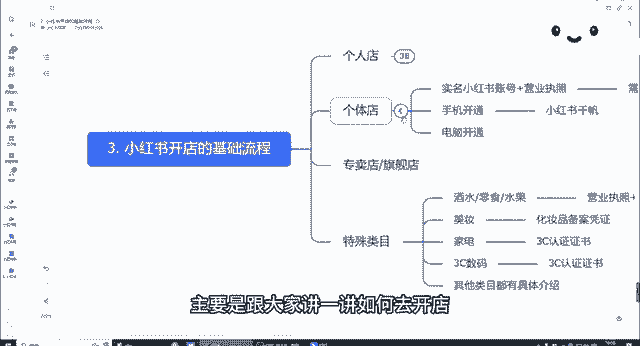 个人店
实名小红书账号+营业执照
个体店
手机开通
小红书千帆
电脑开通
3. 小红书开店的基础流程
专卖店/旗舰店
酒水/零食/水果
营业执照+
美妆
化妆品备案凭证
特殊类目
家电
3C认证证书
3C数码
3C认证证书
其他类目都有具体介绍
主要是跟大家讲一讲如何去开店